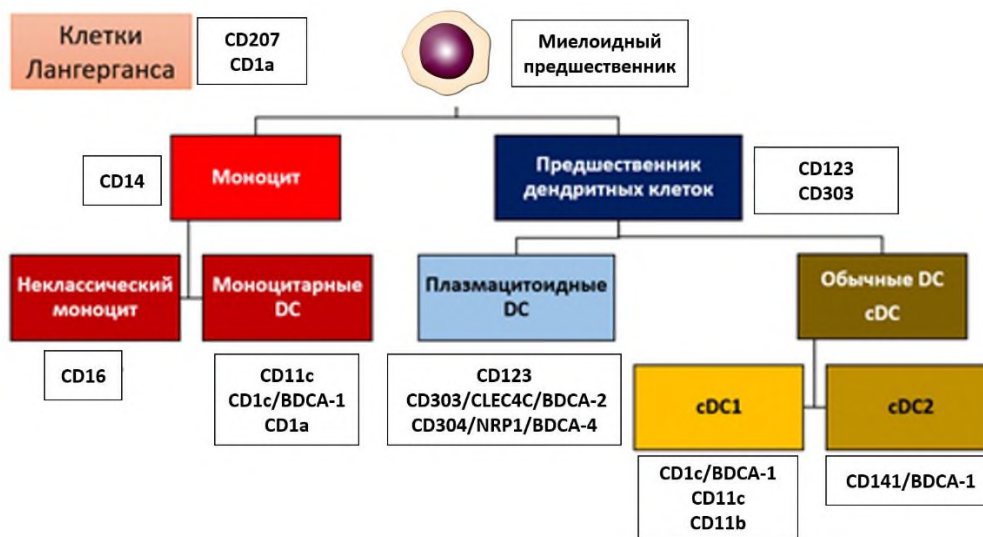 Клетки
Лангерганса
CD207
CD1a
Миелоидный
предшественник
CD14
Моноцит
Предшественник
дендритных клеток
CD123
CD303
Неклассический
моноцит
Моноцитарные
DC
Плазмацитоидные
DC
Обычные DC
cDC
CD16
CD11c
CD1c/BDCA-1
CD1a
CD123
CD303/CLEC4C/BDCA-2
CD304/NRP1/BDCA-4
cDC1
cDC2
CD1c/BDCA-1
CD11c
CD11b
CD141/BDCA-1